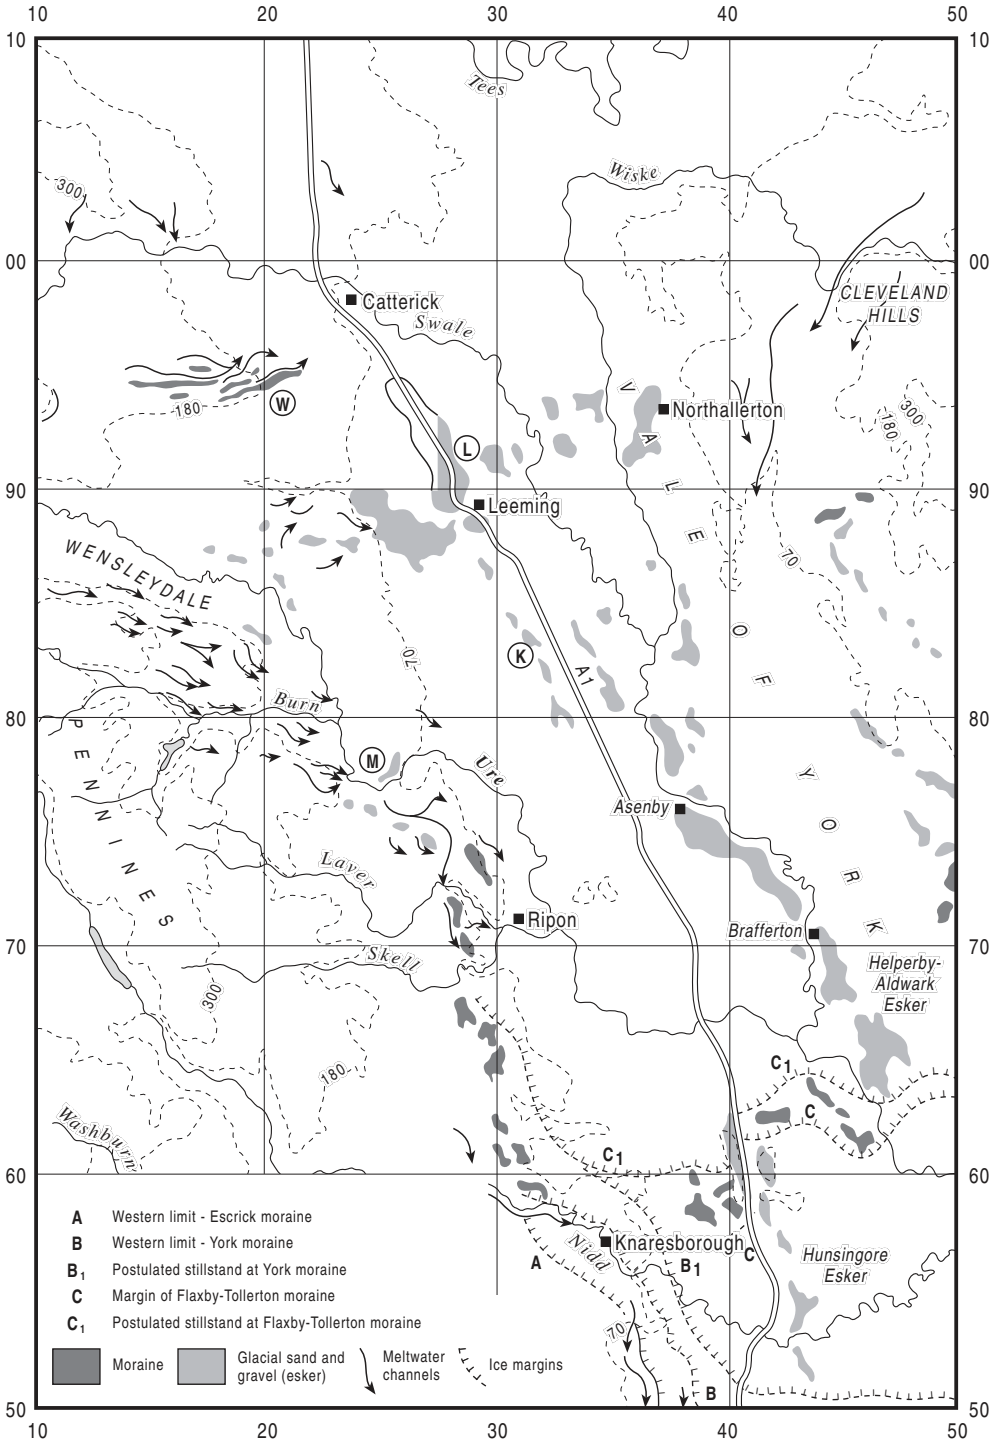 10 20 30 40 50
10 10
Tees
Wiske
300
00 00
CLEVELAND
HILLS
Catterick
Swale
W
180
VALE OF YORK
Northallerton
300
180
L
90 90
Leeming
WENSLEYDALE
70
K
A1
70
Burn
80 80
PENNINES
M
Ure
Asenby
Laver
Ripon
Brafferton
70 70
Skell
Helperby-
Aldwark
Esker
300
180
C1
C
Washburn
C1
60 60
A Western limit - Escrick moraine
B Western limit - York moraine
B1 Postulated stillstand at York moraine
C Margin of Flaxby-Tollerton moraine
C1 Postulated stillstand at Flaxby-Tollerton moraine
Knaresborough
Nidd
A
B1
C
Hunsingore
Esker
70
B
Moraine
Glacial sand and
gravel (esker)
Meltwater
channels
Ice margins
50 50
10 20 30 40 50